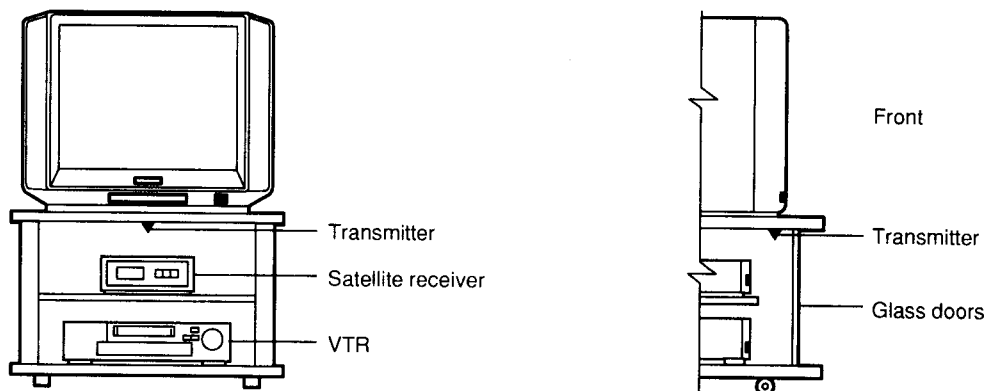 Transmitter
Satellite receiver
VTR
Front
Transmitter
Glass doors